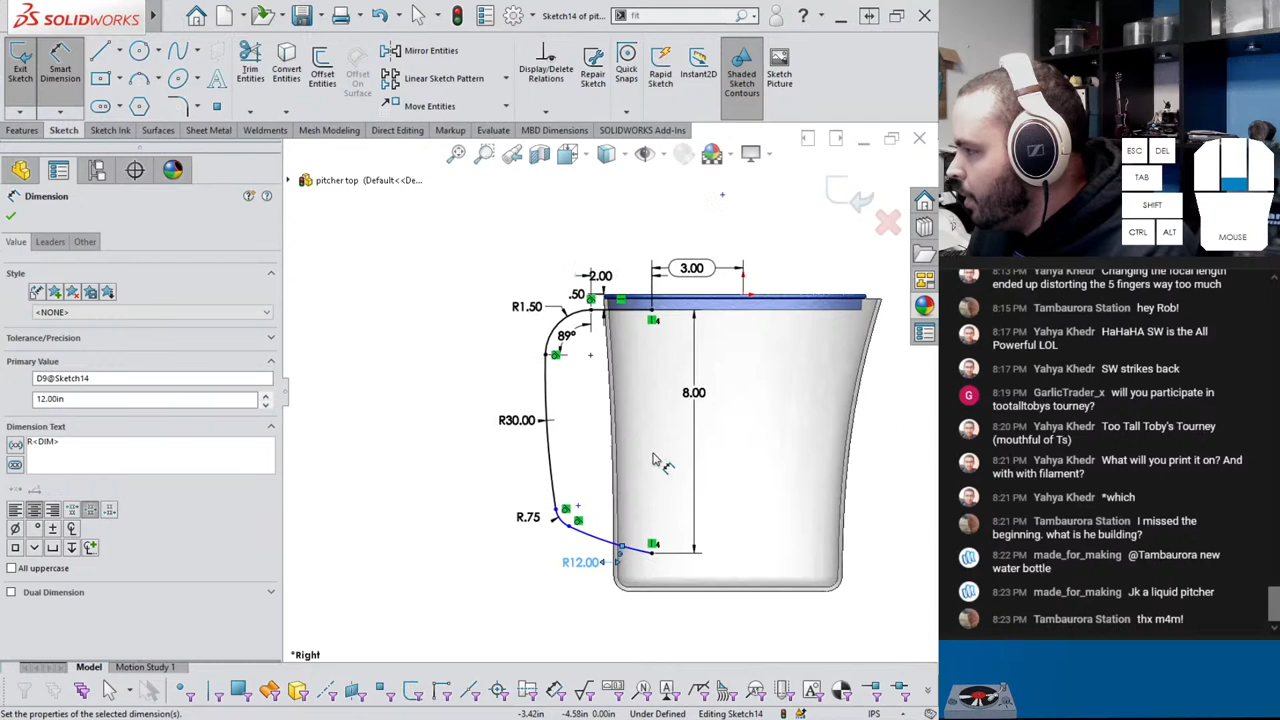 SOLIDWORKS
Sketch14 of pit...
fit
Exit Sketch
Smart Dimension
Trim Entities
Convert Entities
Offset Entities
Offset On Surface
Mirror Entities
Linear Sketch Pattern
Move Entities
Display/Delete Relations
Repair Sketch
Quick Snaps
Rapid Sketch
Instant2D
Shaded Sketch Contours
Sketch Picture
Features
Sketch
Sketch Ink
Surfaces
Sheet Metal
Weldments
Mesh Modeling
Direct Editing
Markup
Evaluate
MBD Dimensions
SOLIDWORKS Add-Ins
pitcher top (Default<<De...
Dimension
Value
Leaders
Other
Style
<NONE>
Tolerance/Precision
Primary Value
D9@Sketch14
12.00in
Dimension Text
R<DIM>
All uppercase
Dual Dimension
2.00
3.00
.50
R1.50
89°
8.00
R30.00
R.75
R12.00
4
4
*Right
Model
Motion Study 1
Set the properties of the selected dimension(s).
-3.42in
-4.58in
0.00in
Under Defined
Editing Sketch14
IPS
ESC
DEL
TAB
SHIFT
CTRL
ALT
MOUSE
Yahya Khedr Changing the focal length
ended up distorting the 5 fingers way too
much
8:15 PM Tambaurora Station hey Rob!
8:17 PM Yahya Khedr HaHaHA SW is the All
Powerful LOL
8:17 PM Yahya Khedr SW strikes back
8:19 PM GarlicTrader_x will you participate in
tootalltobys tourney?
8:20 PM Yahya Khedr Too Tall Toby's Tourney
(mouthful of Ts)
8:21 PM Yahya Khedr What will you print it on? And
with with filament?
8:21 PM Yahya Khedr *which
8:21 PM Tambaurora Station I missed the
beginning. what is he building?
8:22 PM made_for_making @Tambaurora new
water bottle
8:23 PM made_for_making Jk a liquid pitcher
8:23 PM Tambaurora Station thx m4m!